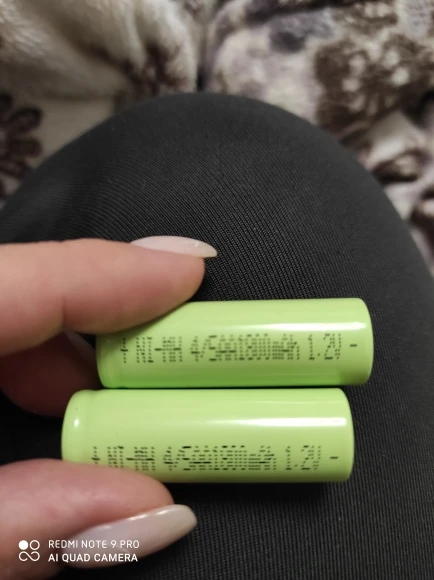 + NI-MH 4/5AA1800mAh 1.2V -
+ NI-MH 4/5AA1800mAh 1.2V -
REDMI NOTE 9 PRO
AI QUAD CAMERA